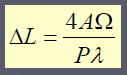 ΔL = 4AΩ / Pλ